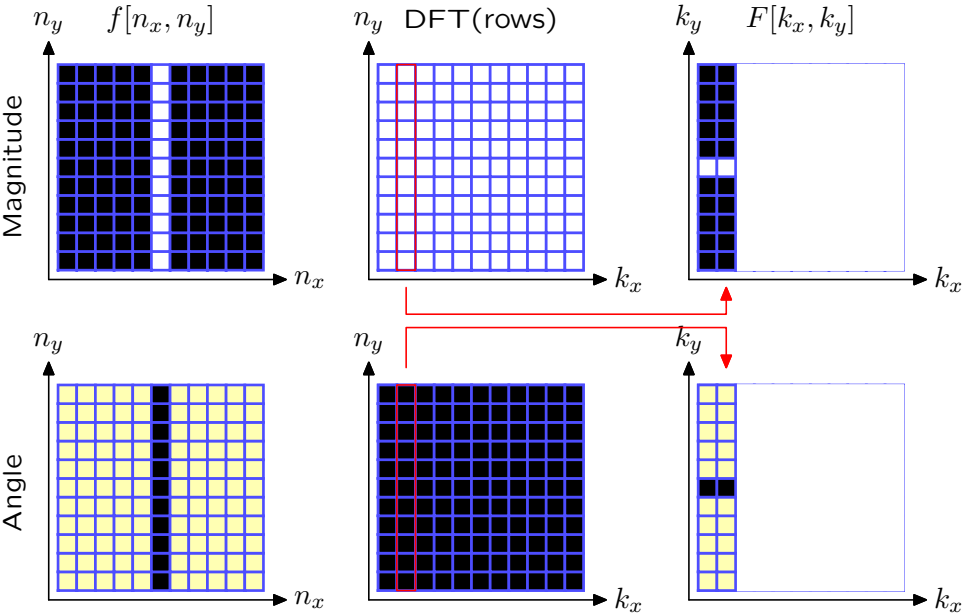 n_y f[n_x, n_y] n_y DFT(rows) k_y F[k_x, k_y]
Magnitude
n_x k_x k_x
n_y n_y k_y
Angle
n_x k_x k_x